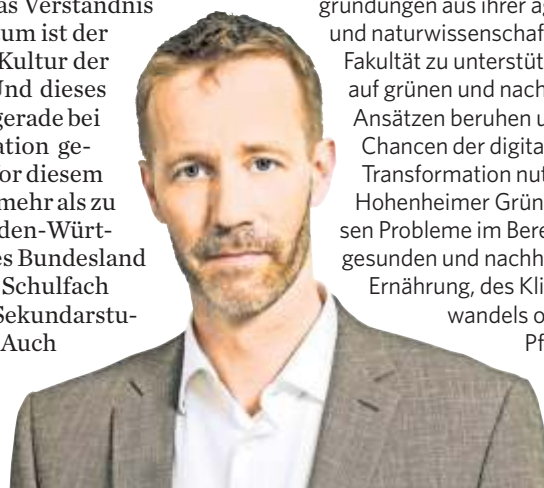 as Verständnis
um ist der
Kultur der
Und dieses
gerade bei
ation ge-
or diesem
mehr als zu
den-Würt-
es Bundesland
Schulfach
Sekundarstu-
Auch
gründungen aus ihrer ag
und naturwissenschaf
Fakultät zu unterstüt
auf grünen und nach
Ansätzen beruhen u
Chancen der digita
Transformation nut
Hohenheimer Grün
sen Probleme im Bere
gesunden und nachh
Ernährung, des Kli
wandels o
Pf